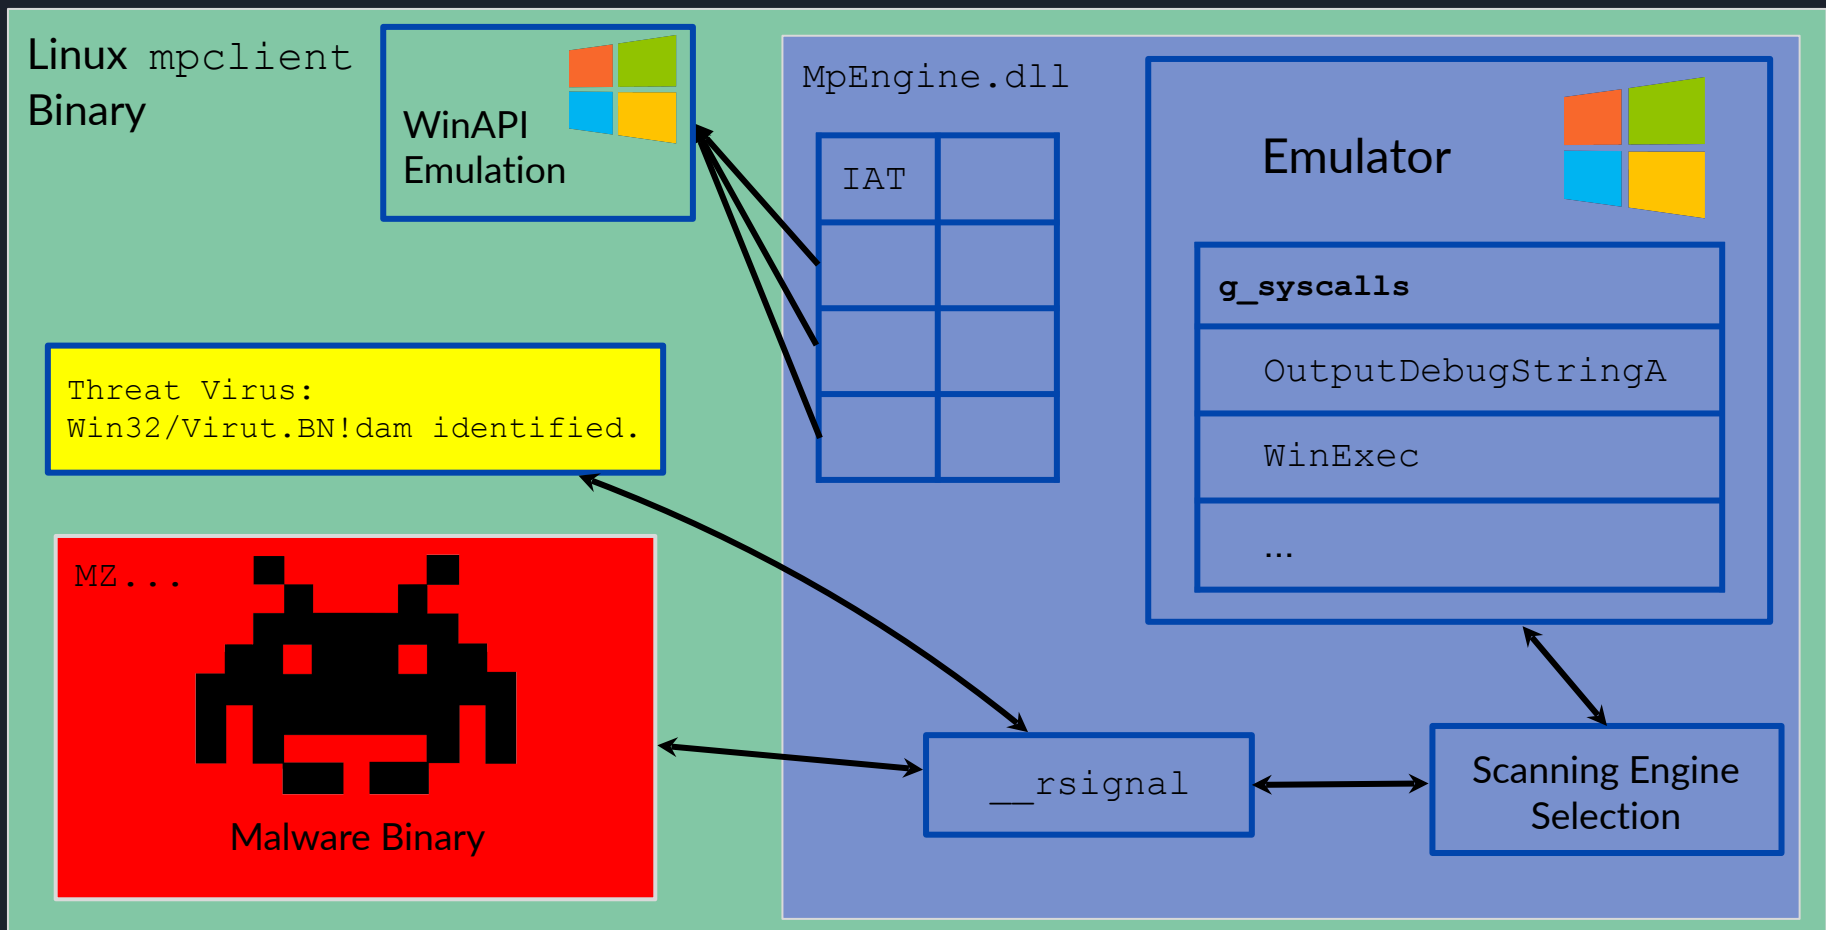 Linux mpclient
Binary
WinAPI
Emulation
MpEngine.dll
IAT
Emulator
g_syscalls
OutputDebugStringA
WinExec
...
Threat Virus:
Win32/Virut.BN!dam identified.
MZ...
Malware Binary
__rsignal
Scanning Engine
Selection